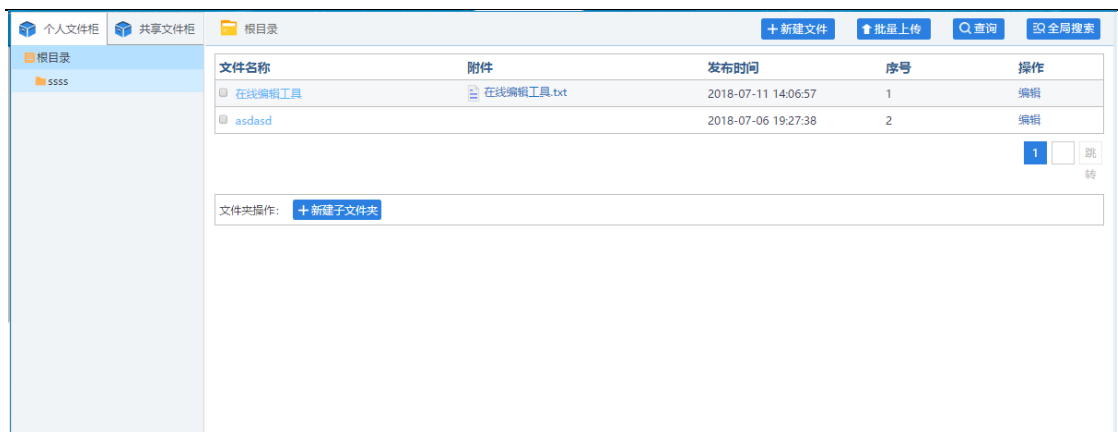 个人文件柜 共享文件柜 根目录 新建文件 批量上传 查询 全局搜索
根目录
ssss
文件名称 附件 发布时间 序号 操作
在线编辑工具 在线编辑工具.txt 2018-07-11 14:06:57 1 编辑
asdasd 2018-07-06 19:27:38 2 编辑
1 跳
转
文件夹操作: 新建子文件夹